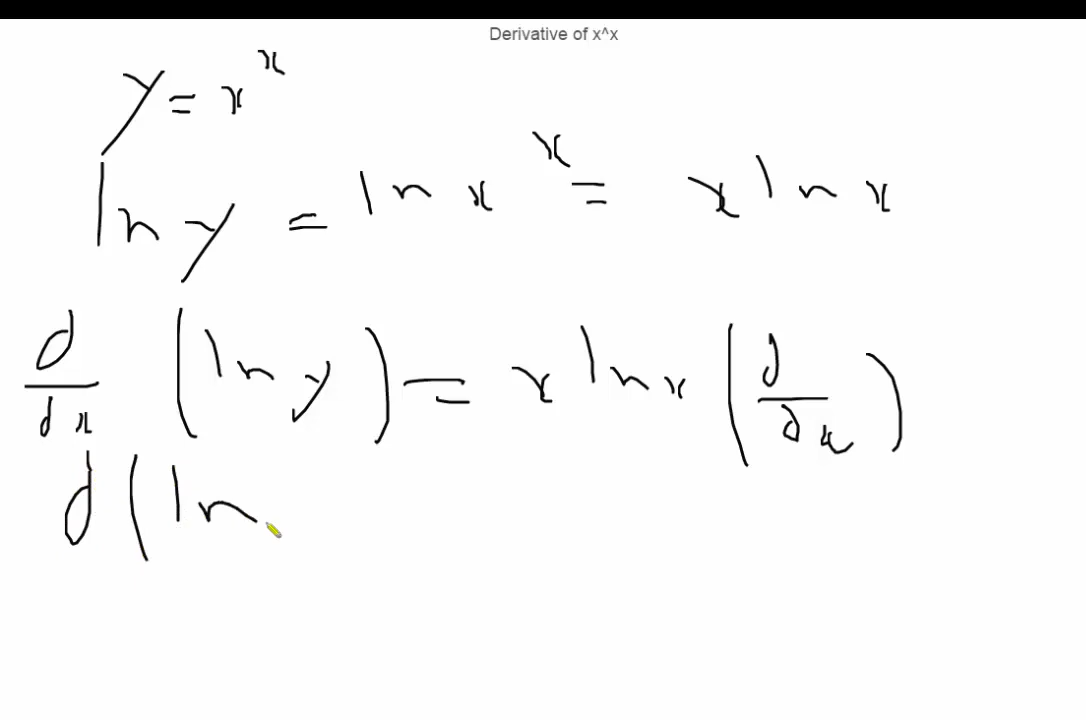 Derivative of x^x
y = x^x
ln y = ln x^x = x ln x
d/dx (ln y) = x ln x (d/dx)
d(ln